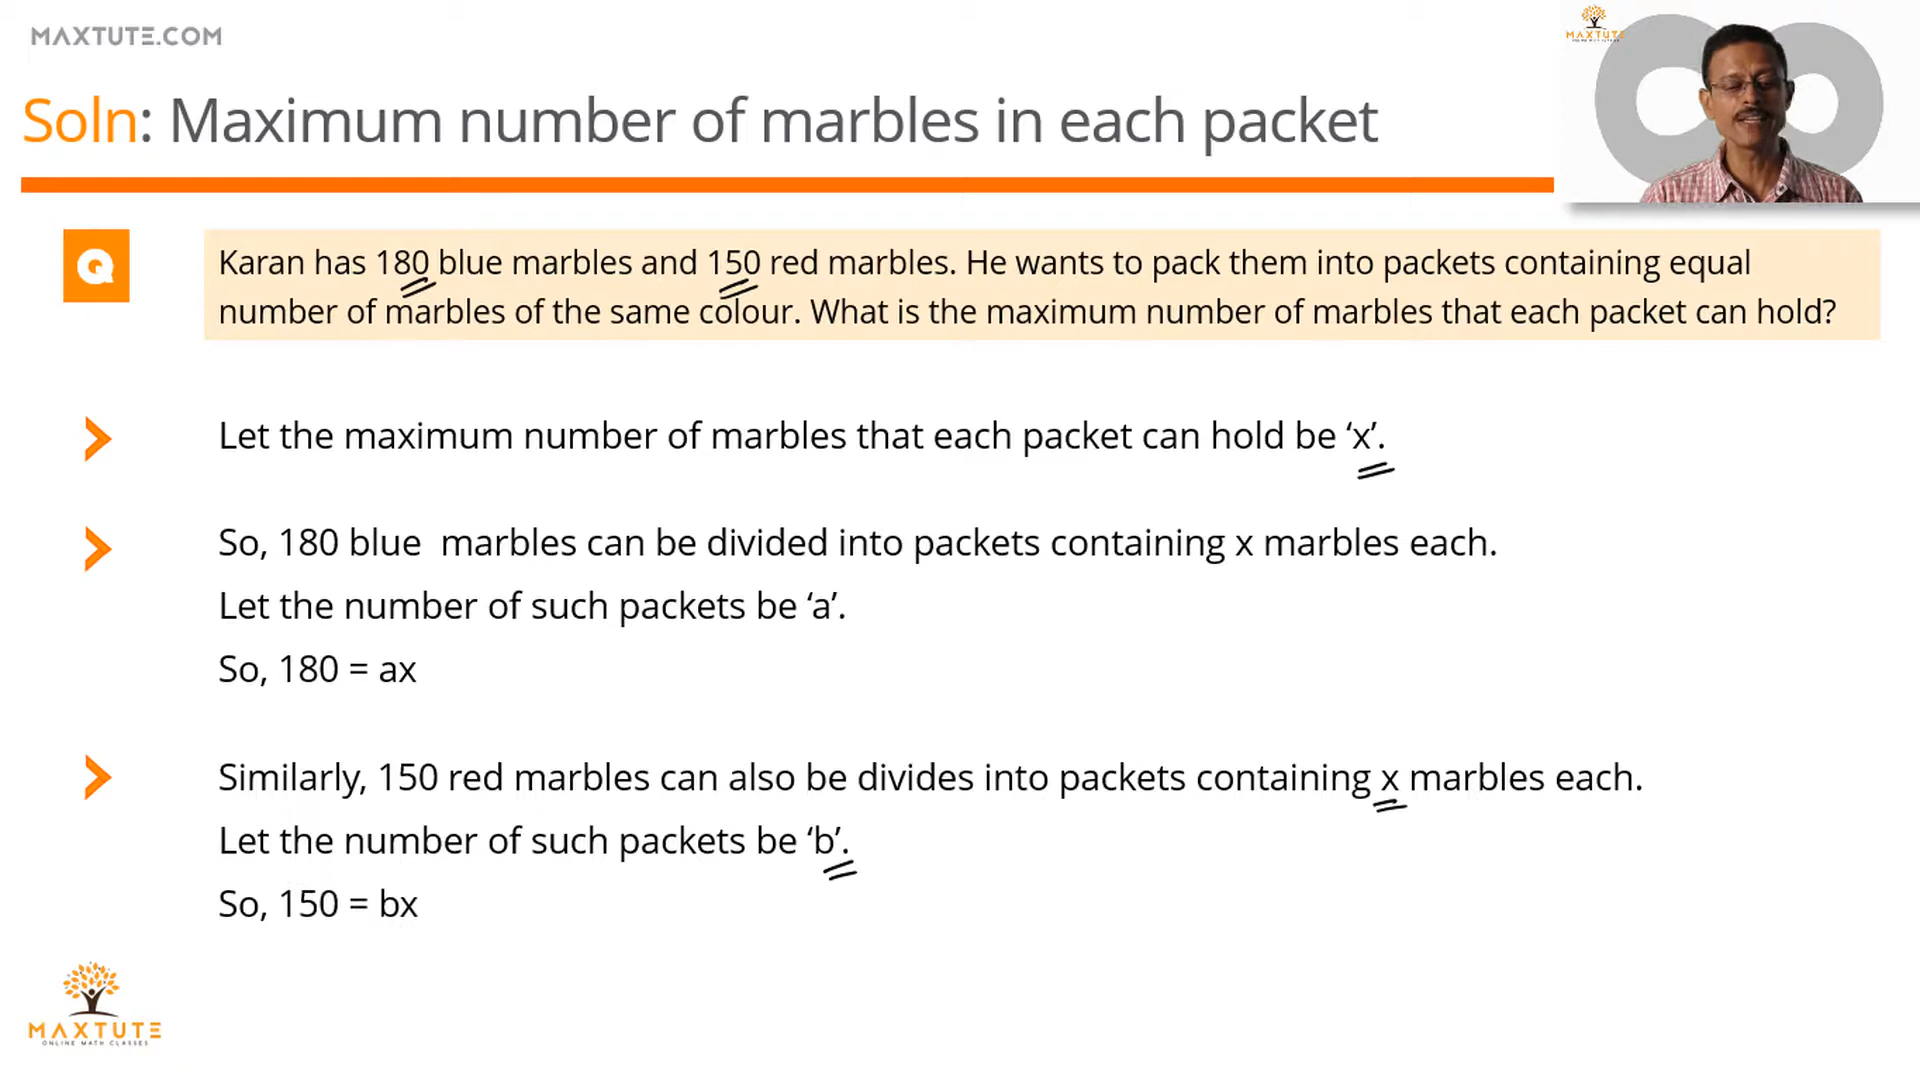 MAXTUTE.COM
MAXTUTE
Soln: Maximum number of marbles in each packet
Q
Karan has 180 blue marbles and 150 red marbles. He wants to pack them into packets containing equal
number of marbles of the same colour. What is the maximum number of marbles that each packet can hold?
Let the maximum number of marbles that each packet can hold be ‘x’.
So, 180 blue marbles can be divided into packets containing x marbles each.
Let the number of such packets be ‘a’.
So, 180 = ax
Similarly, 150 red marbles can also be divides into packets containing x marbles each.
Let the number of such packets be ‘b’.
So, 150 = bx
MAXTUTE
ONLINE MATH CLASSES